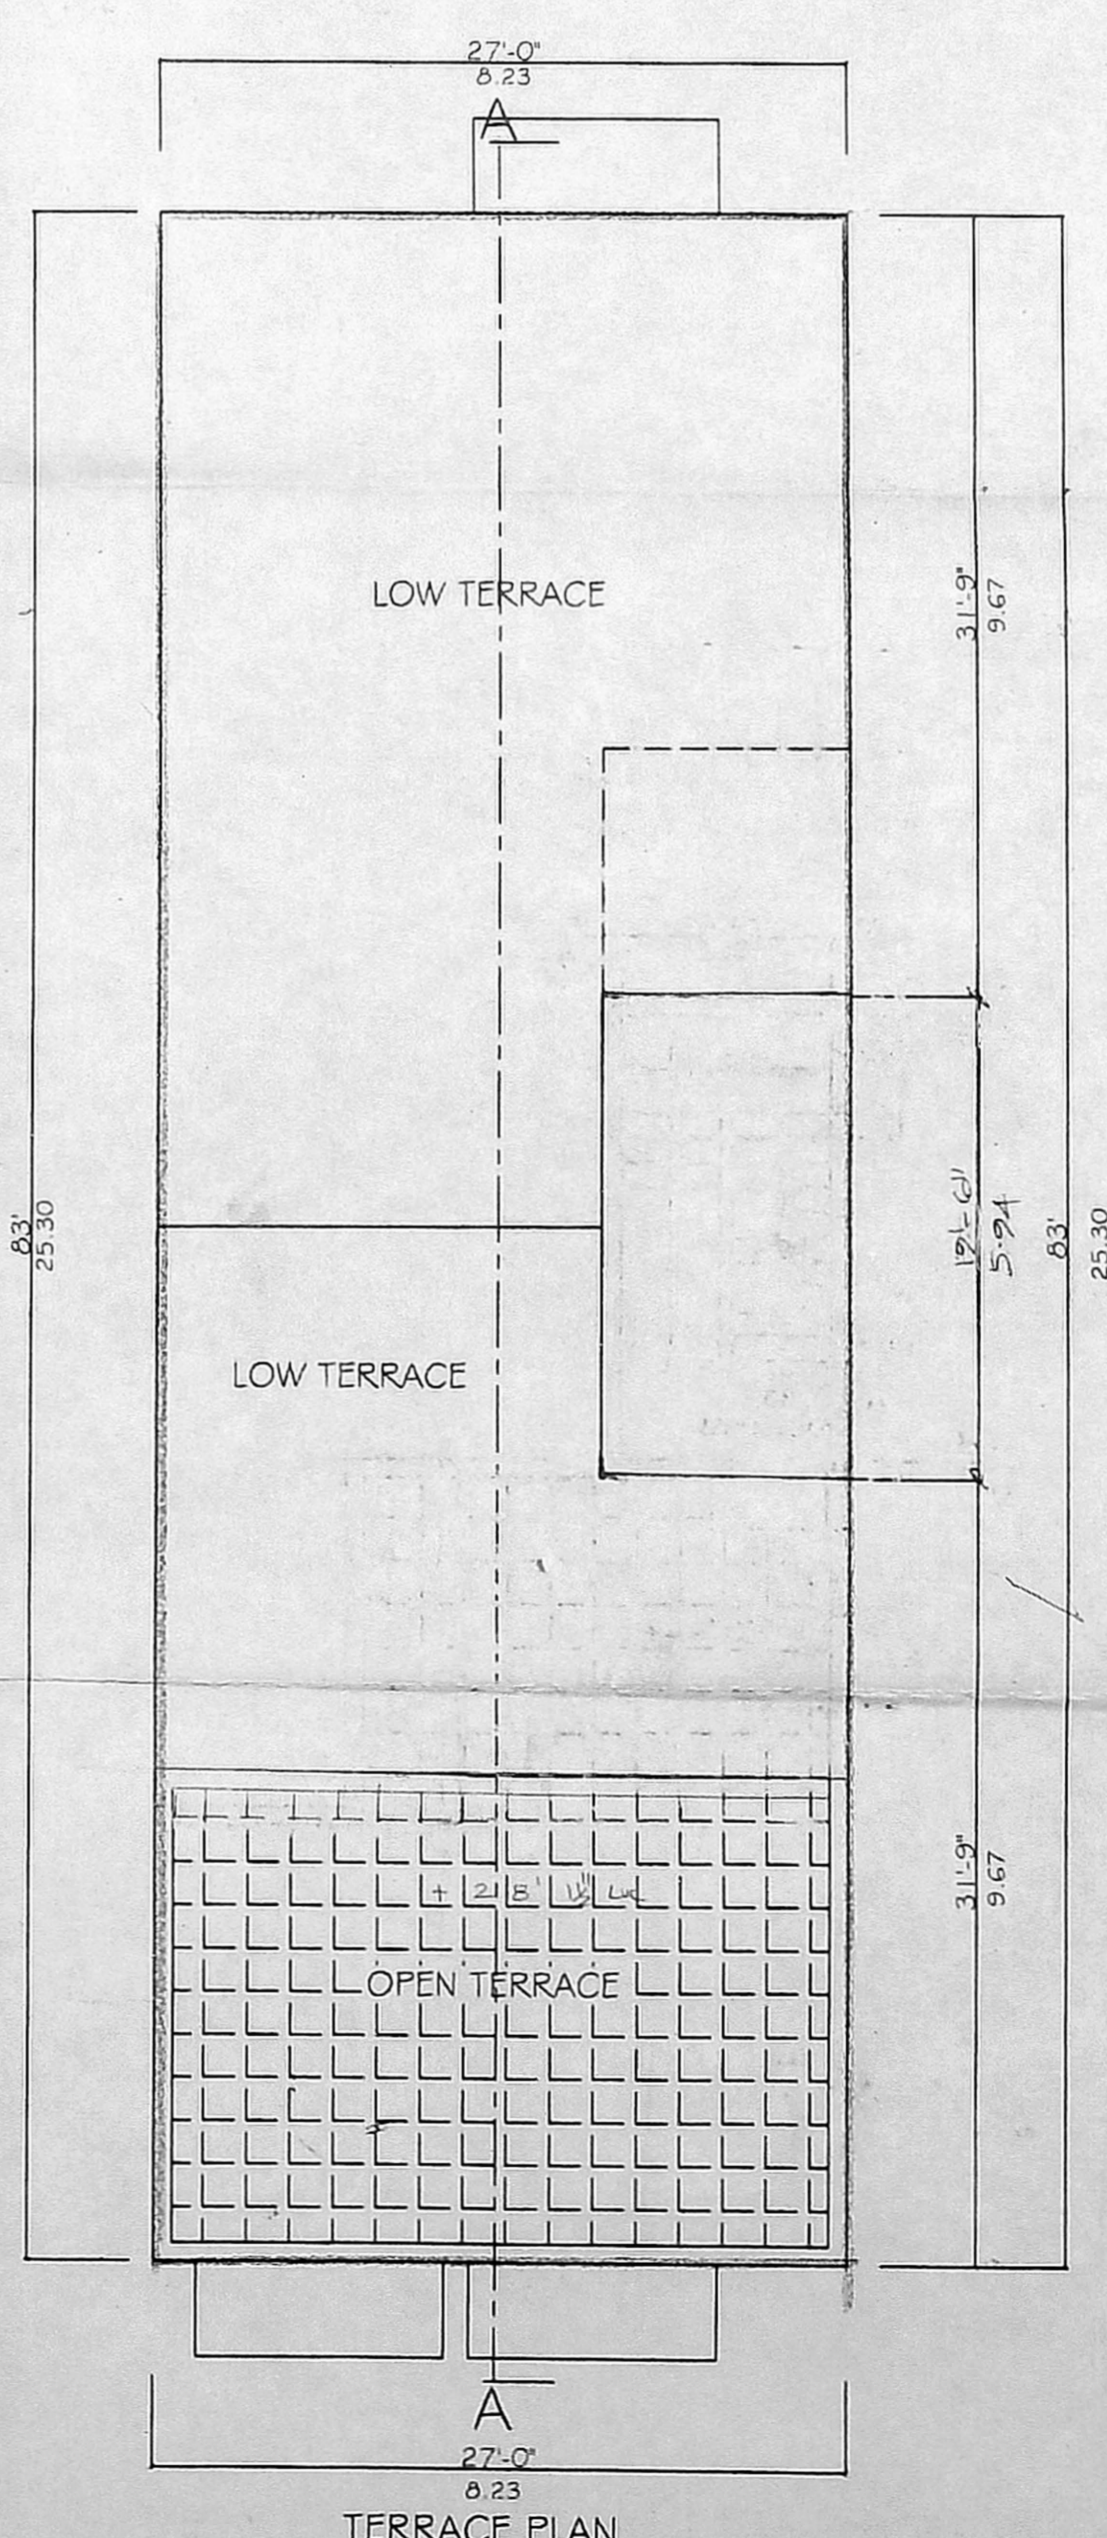 27'-0"
8.23
A
LOW TERRACE
31'-9"
9.67
83'
25.30
19'-6"
5.94
83'
25.30
LOW TERRACE
31'-9"
9.67
OPEN TERRACE
A
27'-0"
8.23
TERRACE PLAN